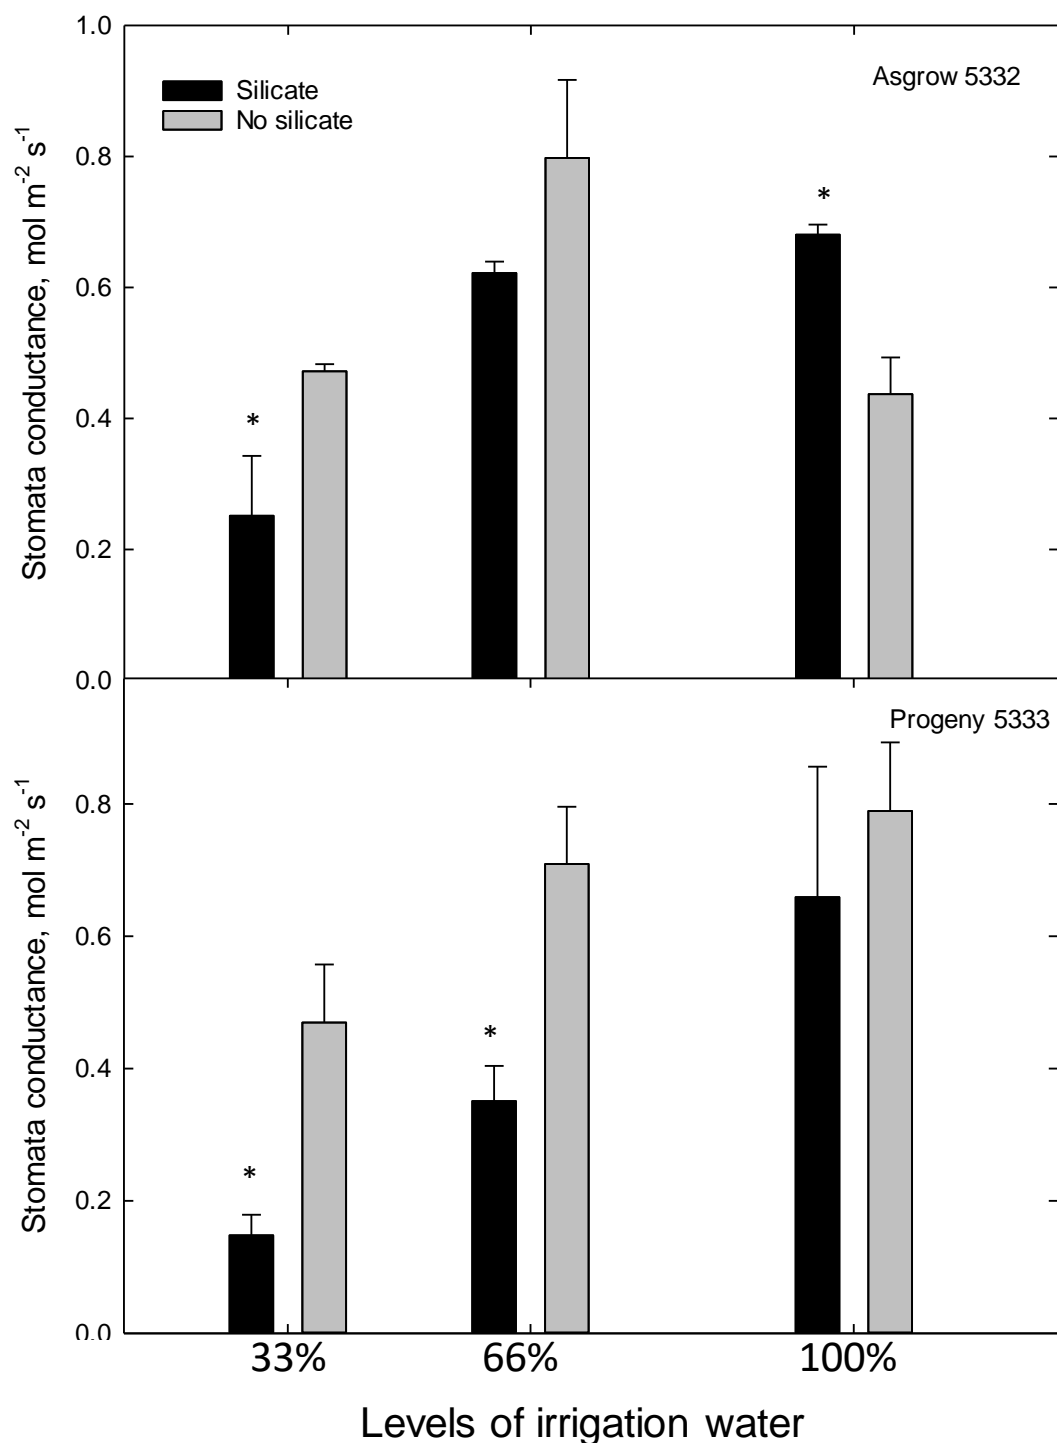 1.0
Asgrow 5332
Silicate
No silicate
0.8
*
0.6
*
0.4
0.2
0.0
Stomata conductance, mol m⁻² s⁻¹
Progeny 5333
0.8
0.6
*
0.4
*
0.2
0.0
Stomata conductance, mol m⁻² s⁻¹
33% 66% 100%
Levels of irrigation water